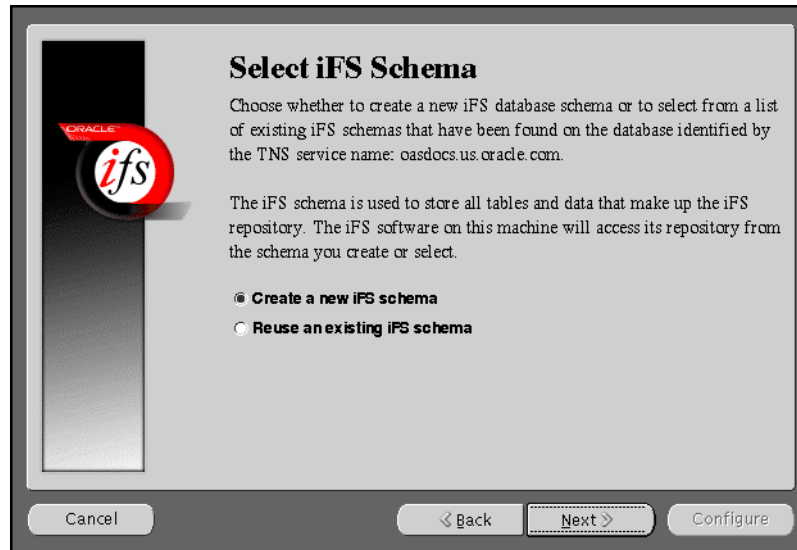 Select iFS Schema
Choose whether to create a new iFS database schema or to select from a list
of existing iFS schemas that have been found on the database identified by
the TNS service name: oasdocs.us.oracle.com.
ORACLE
ifs
The iFS schema is used to store all tables and data that make up the iFS
repository. The iFS software on this machine will access its repository from
the schema you create or select.
Create a new iFS schema
Reuse an existing iFS schema
Cancel
Back
Next
Configure